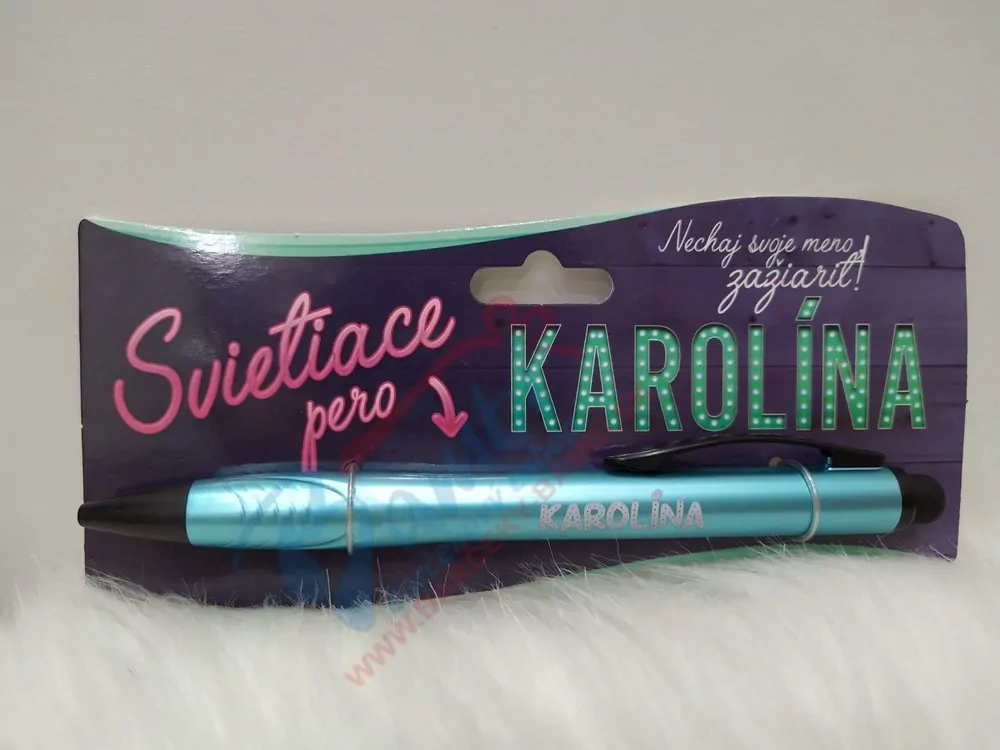 Nechaj svoje meno
zažiariť!
Svietiace
pero
KAROLÍNA
KAROLÍNA